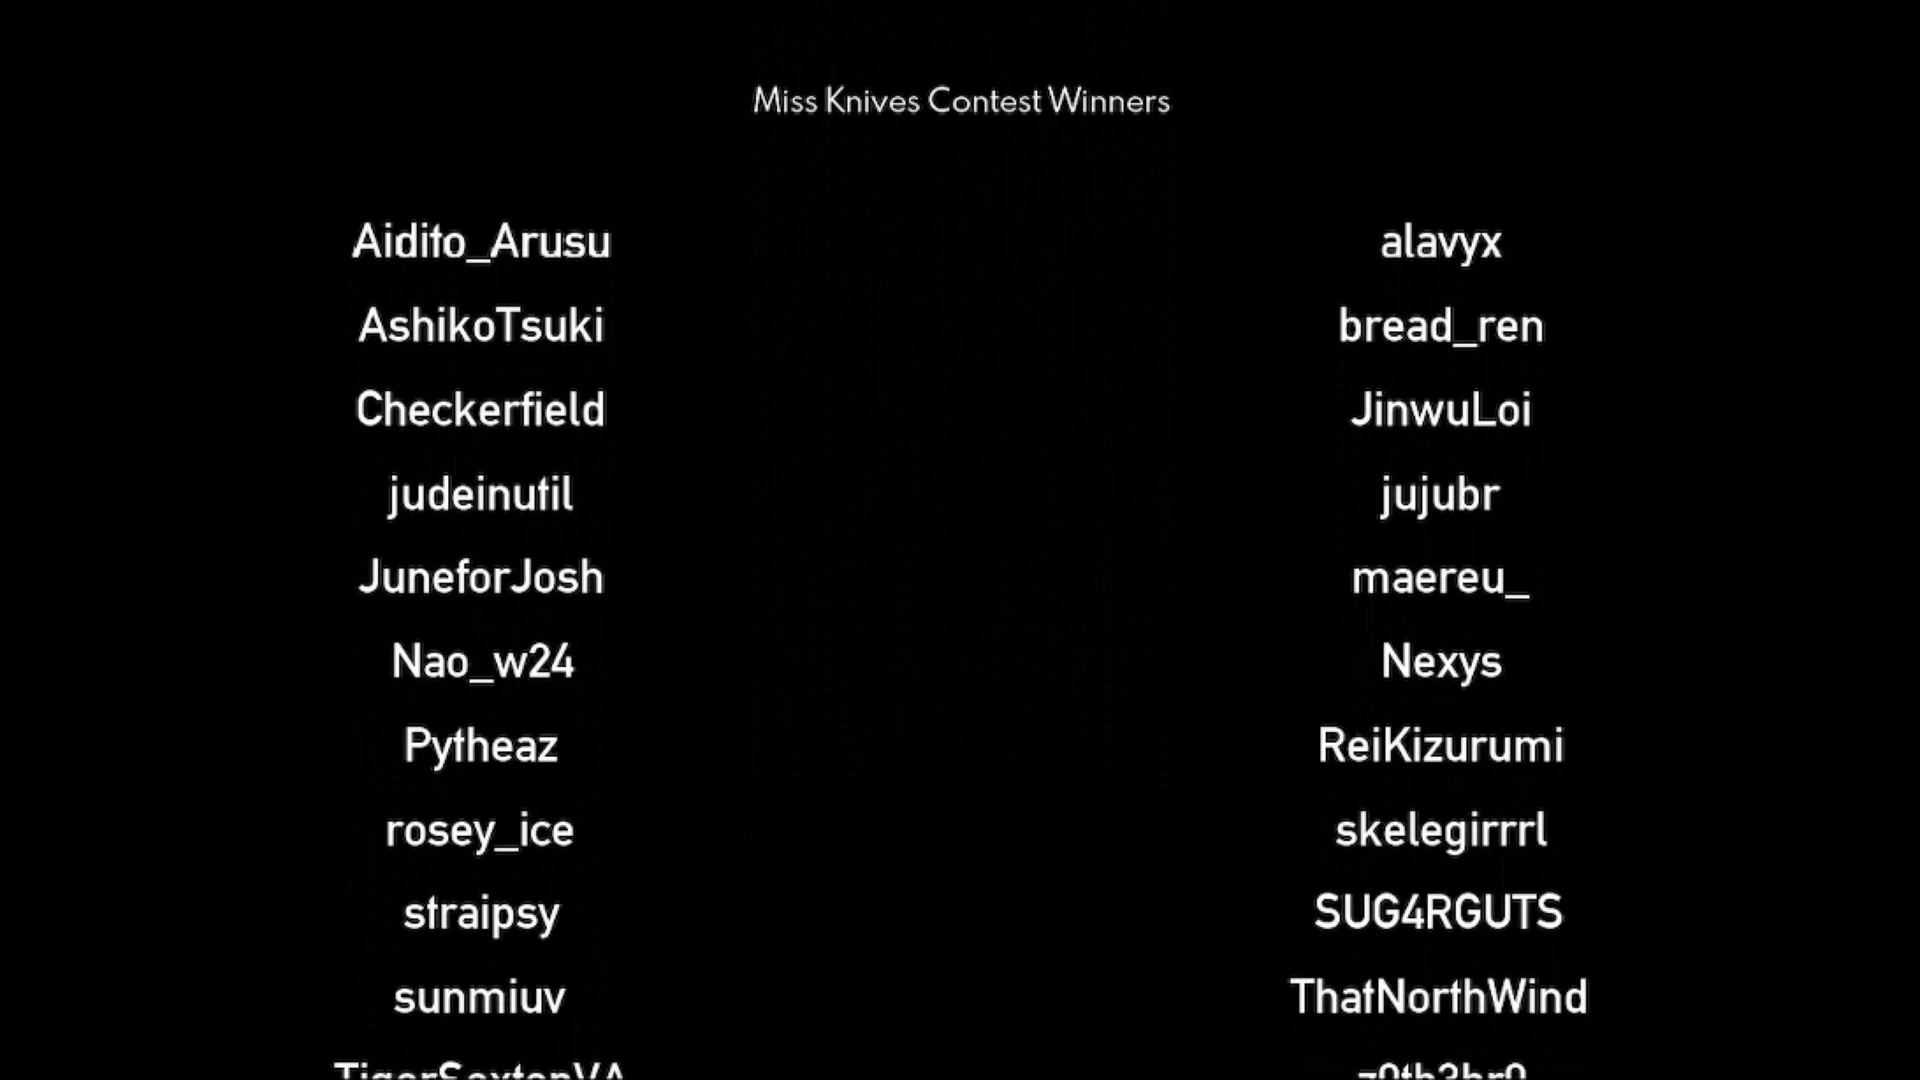 Miss Knives Contest Winners
Aidito_Arusu alavyx
AshikoTsuki bread_ren
Checkerfield JinwuLoi
judeinutil jujubr
JuneforJosh maereu_
Nao_w24 Nexys
Pytheaz ReiKizurumi
rosey_ice skelegirrrl
straipsy SUG4RGUTS
sunmiuv ThatNorthWind
TigerSextonVA